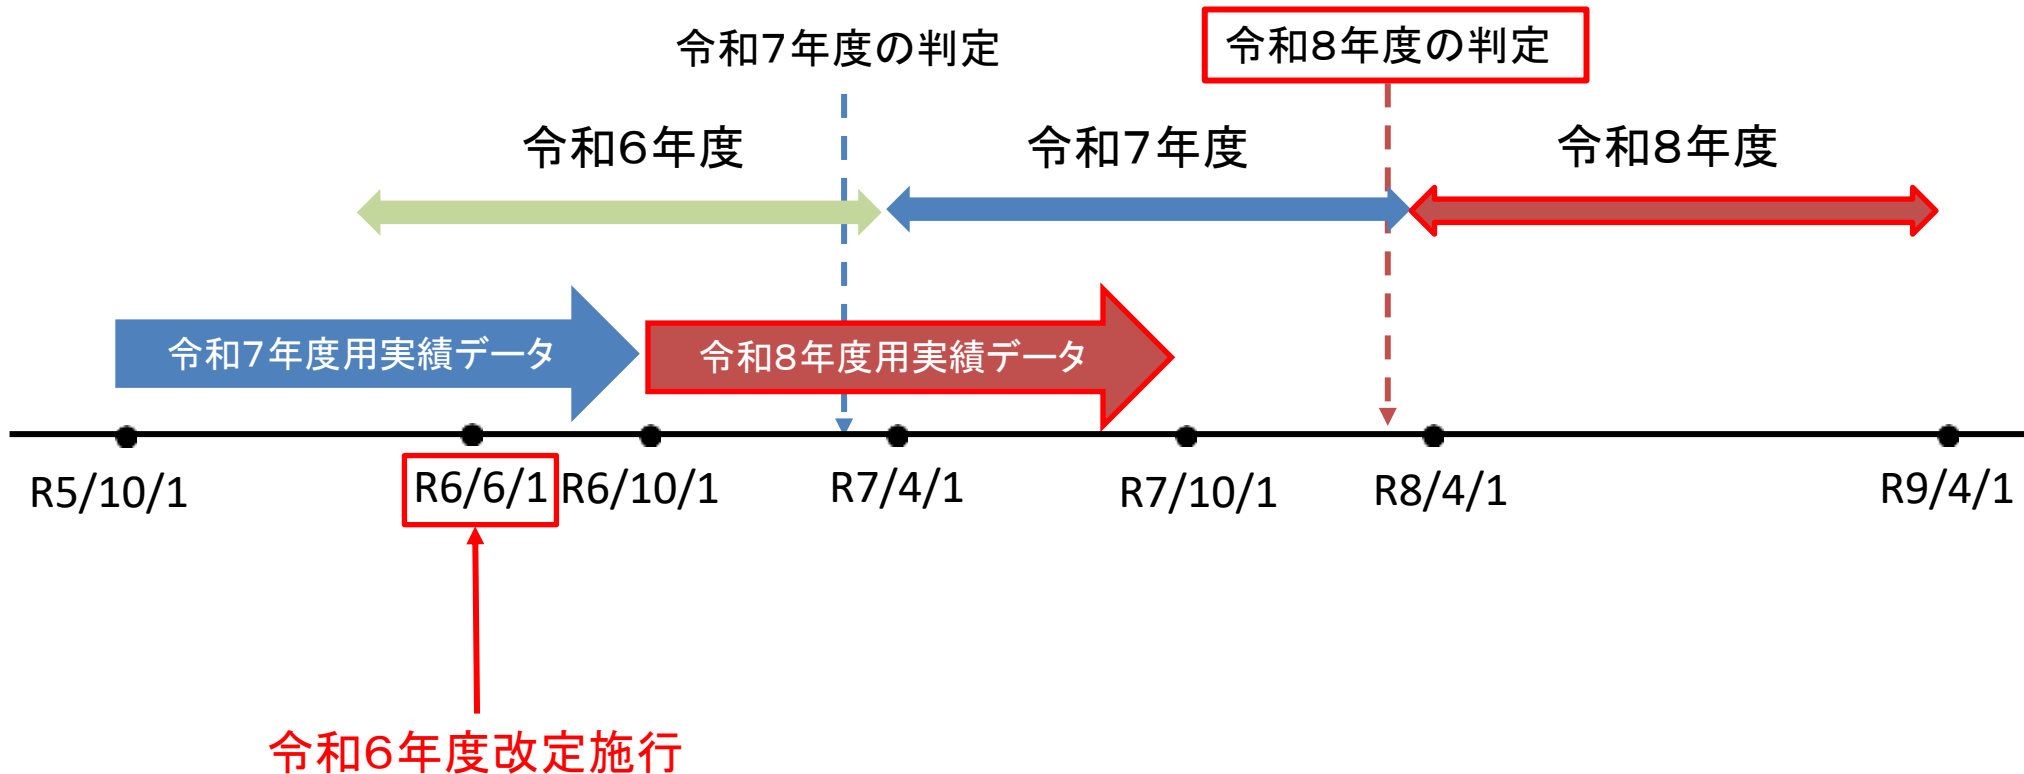 令和7年度の判定
令和8年度の判定
令和6年度
令和7年度
令和8年度
令和7年度用実績データ
令和8年度用実績データ
R5/10/1
R6/6/1
R6/10/1
R7/4/1
R7/10/1
R8/4/1
R9/4/1
令和6年度改定施行